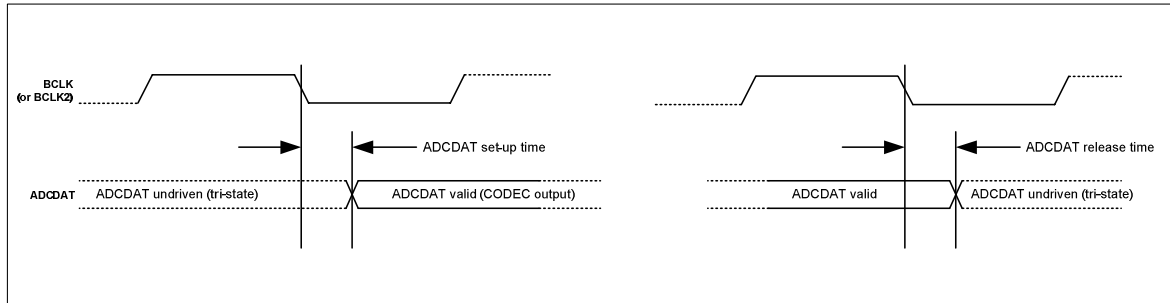 BCLK
(or BCLK2)
ADCDAT set-up time
ADCDAT release time
ADCDAT
ADCDAT undriven (tri-state)
ADCDAT valid (CODEC output)
ADCDAT valid
ADCDAT undriven (tri-state)